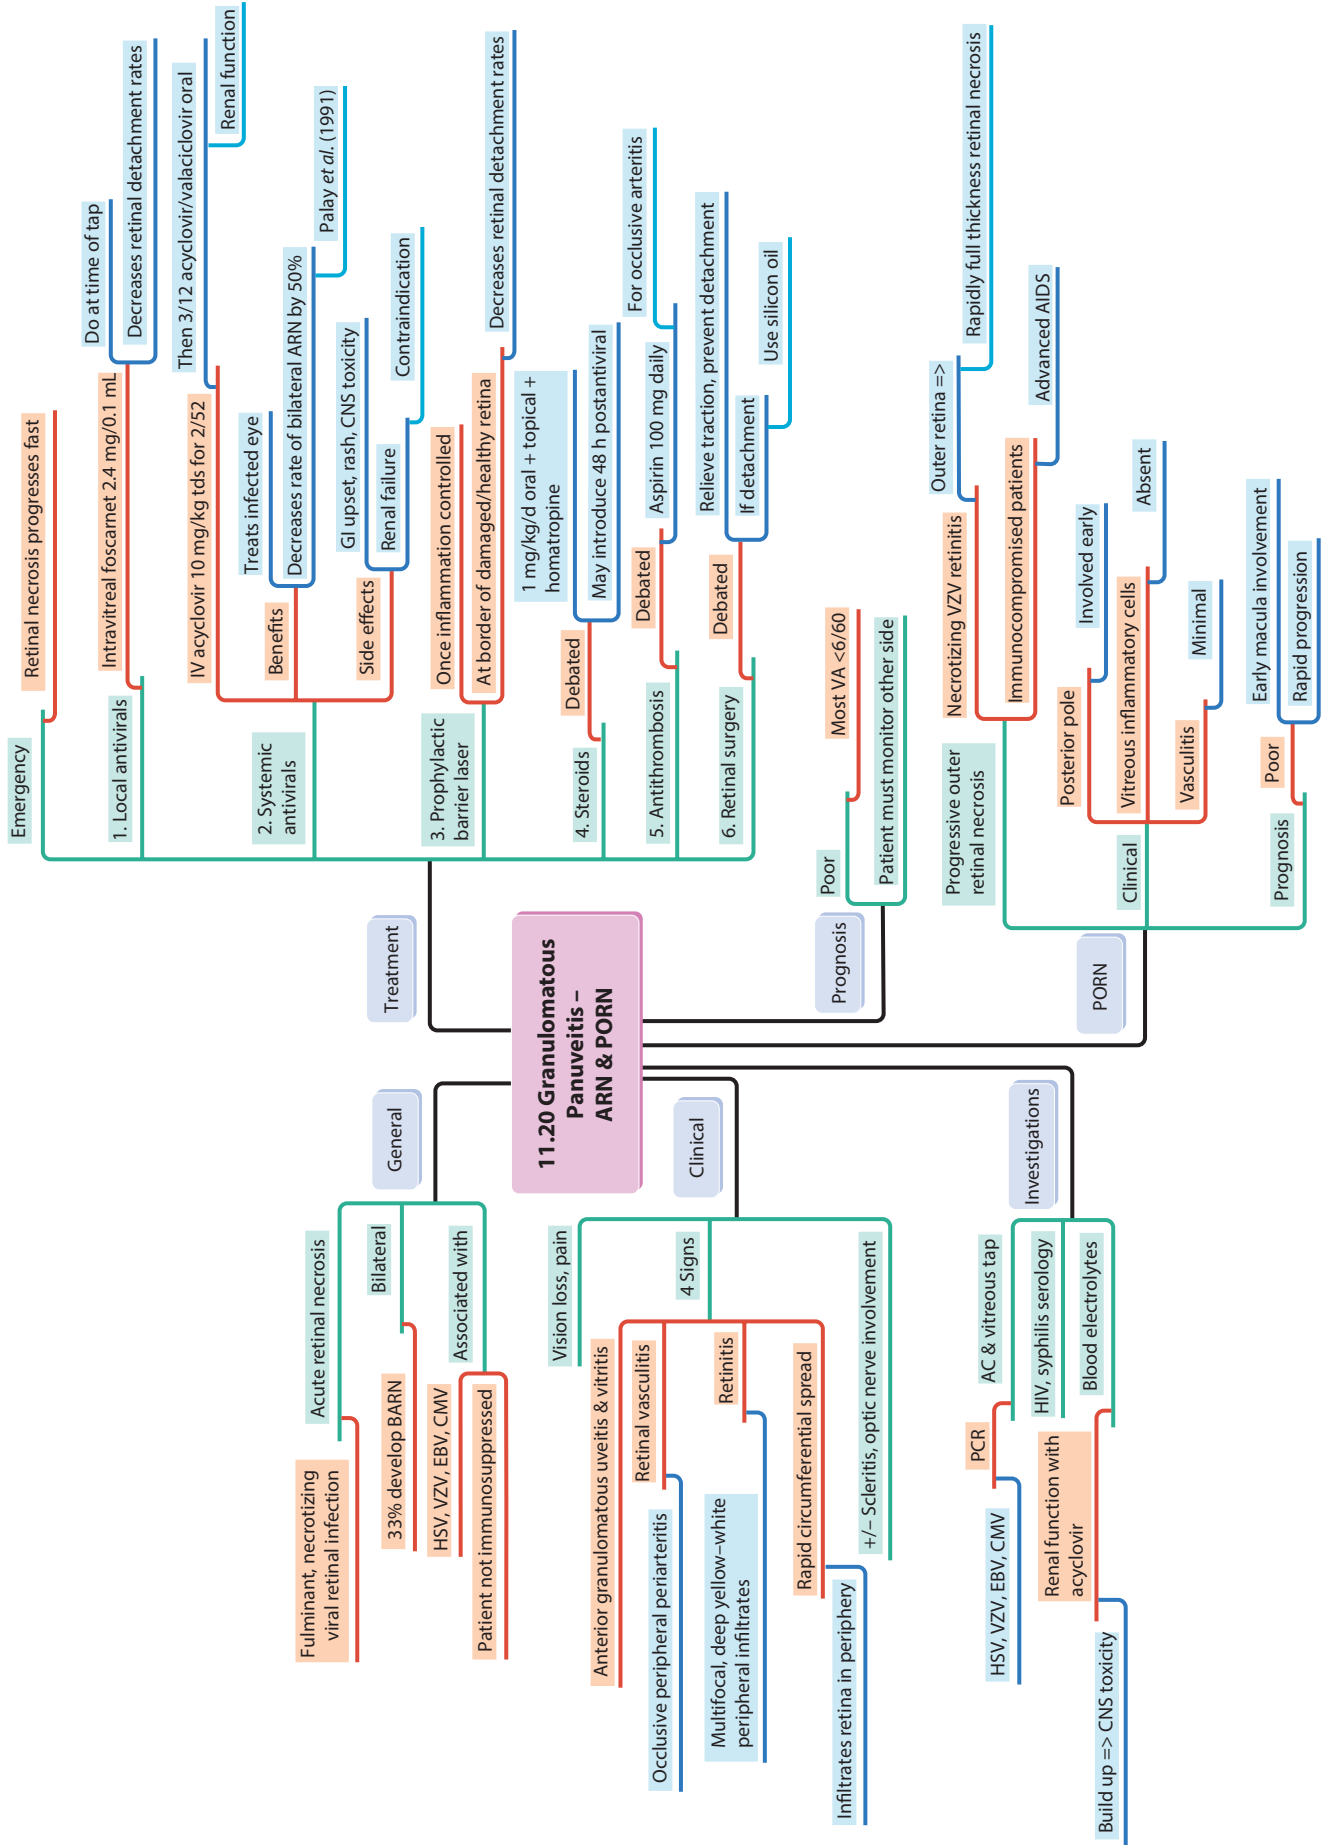 11.20 Granulomatous
Panuveitis –
ARN & PORN
General
Acute retinal necrosis
Fulminant, necrotizing
viral retinal infection
Bilateral
33% develop BARN
Associated with
HSV, VZV, EBV, CMV
Patient not immunosuppressed
Clinical
Vision loss, pain
4 Signs
Anterior granulomatous uveitis & vitritis
Retinal vasculitis
Occlusive peripheral periarteritis
Retinitis
Multifocal, deep yellow–white
peripheral infiltrates
Rapid circumferential spread
Infiltrates retina in periphery
+/– Scleritis, optic nerve involvement
Investigations
AC & vitreous tap
PCR
HSV, VZV, EBV, CMV
HIV, syphilis serology
Blood electrolytes
Renal function with
acyclovir
Build up => CNS toxicity
Treatment
Emergency
Retinal necrosis progresses fast
1. Local antivirals
Intravitreal foscarnet 2.4 mg/0.1 mL
Do at time of tap
Decreases retinal detachment rates
2. Systemic
antivirals
IV acyclovir 10 mg/kg tds for 2/52
Then 3/12 acyclovir/valaciclovir oral
Renal function
Benefits
Treats infected eye
Decreases rate of bilateral ARN by 50%
Palay et al. (1991)
Side effects
GI upset, rash, CNS toxicity
Renal failure
Contraindication
3. Prophylactic
barrier laser
Once inflammation controlled
At border of damaged/healthy retina
Decreases retinal detachment rates
4. Steroids
Debated
1 mg/kg/d oral + topical +
homatropine
May introduce 48 h postantiviral
5. Antithrombosis
Debated
Aspirin 100 mg daily
For occlusive arteritis
6. Retinal surgery
Debated
Relieve traction, prevent detachment
If detachment
Use silicon oil
Prognosis
Poor
Most VA <6/60
Patient must monitor other side
PORN
Progressive outer
retinal necrosis
Necrotizing VZV retinitis
Outer retina =>
Rapidly full thickness retinal necrosis
Immunocompromised patients
Advanced AIDS
Clinical
Posterior pole
Involved early
Vitreous inflammatory cells
Absent
Vasculitis
Minimal
Prognosis
Poor
Early macula involvement
Rapid progression